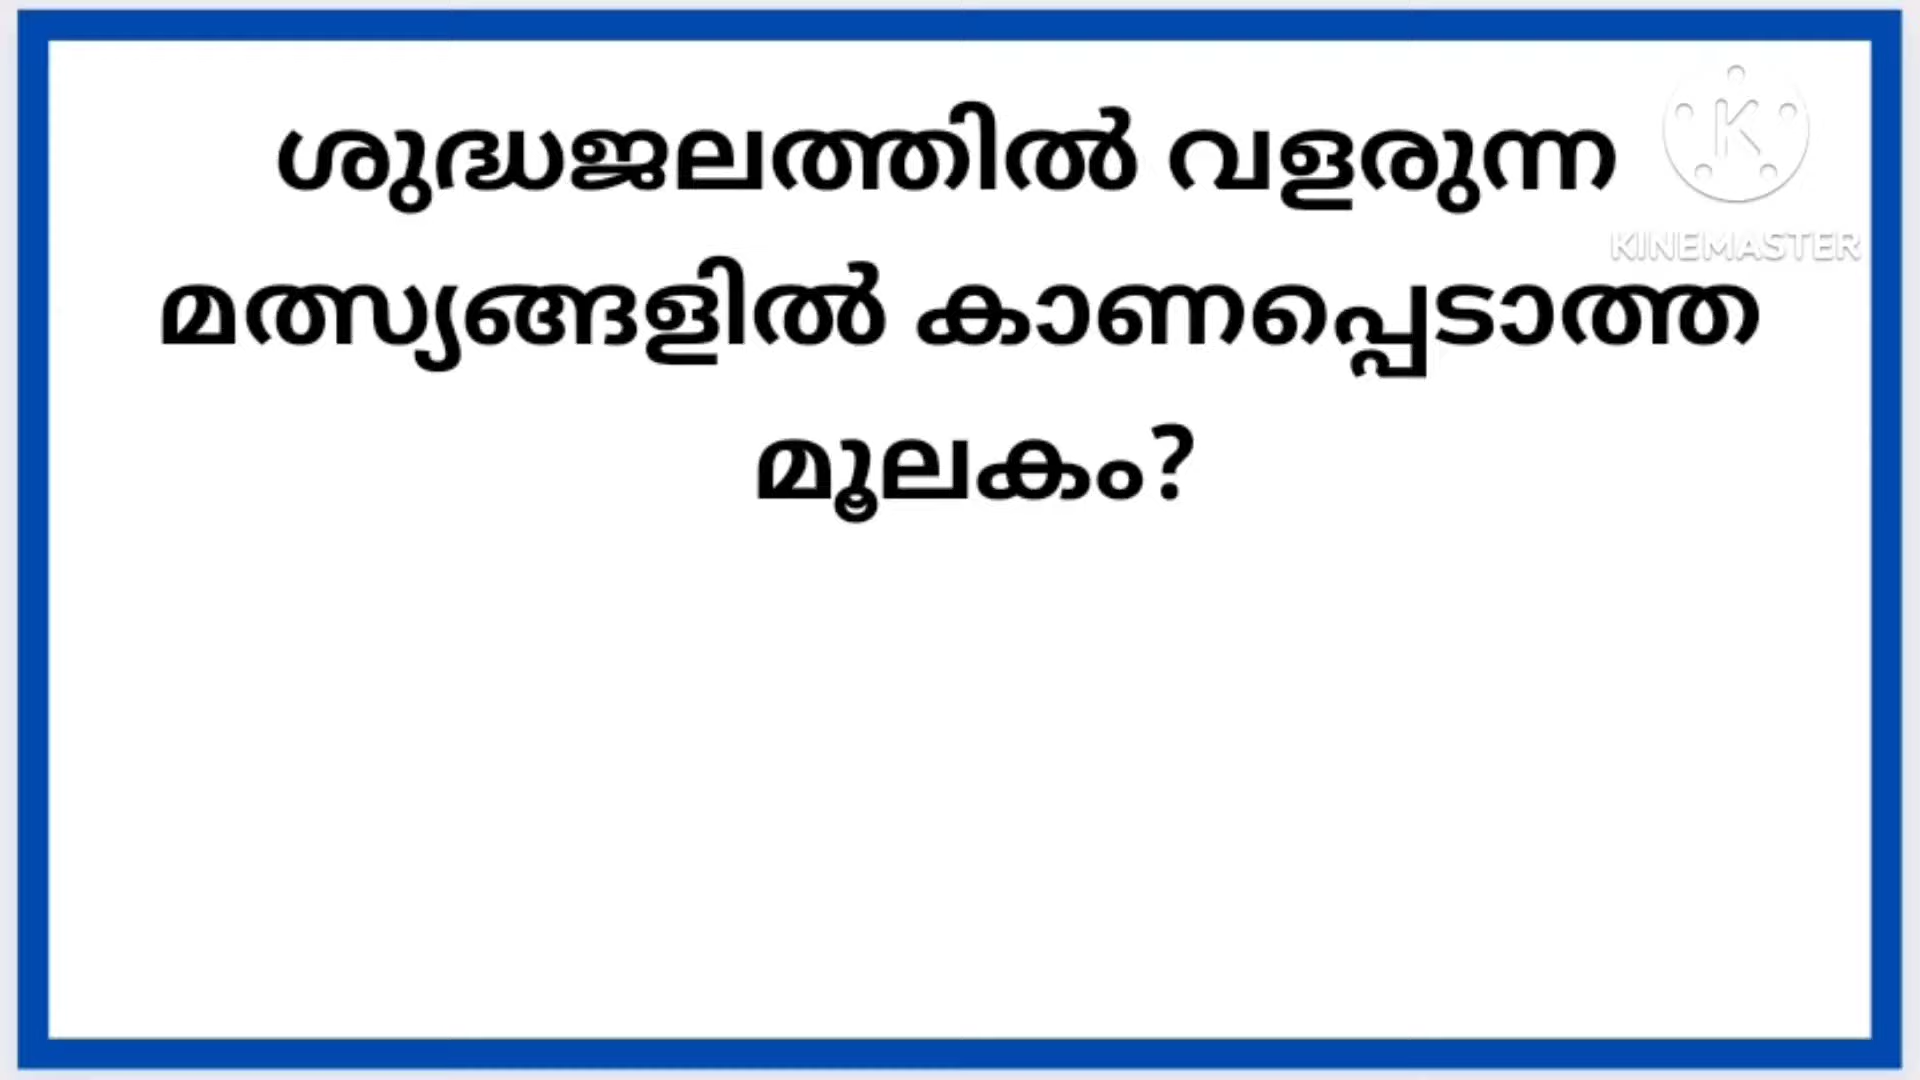 ശുദ്ധജലത്തിൽ വളരുന്ന
മത്സ്യങ്ങളിൽ കാണപ്പെടാത്ത
മൂലകം?
K
KINEMASTER